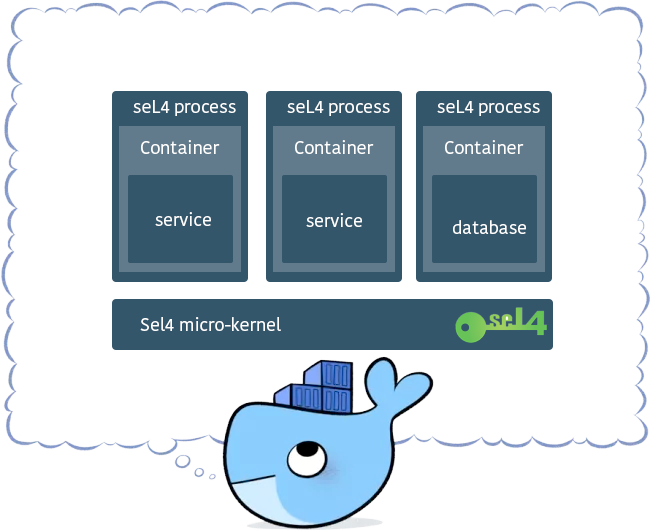 seL4 process
Container
service
seL4 process
Container
service
seL4 process
Container
database
Sel4 micro-kernel
seL4